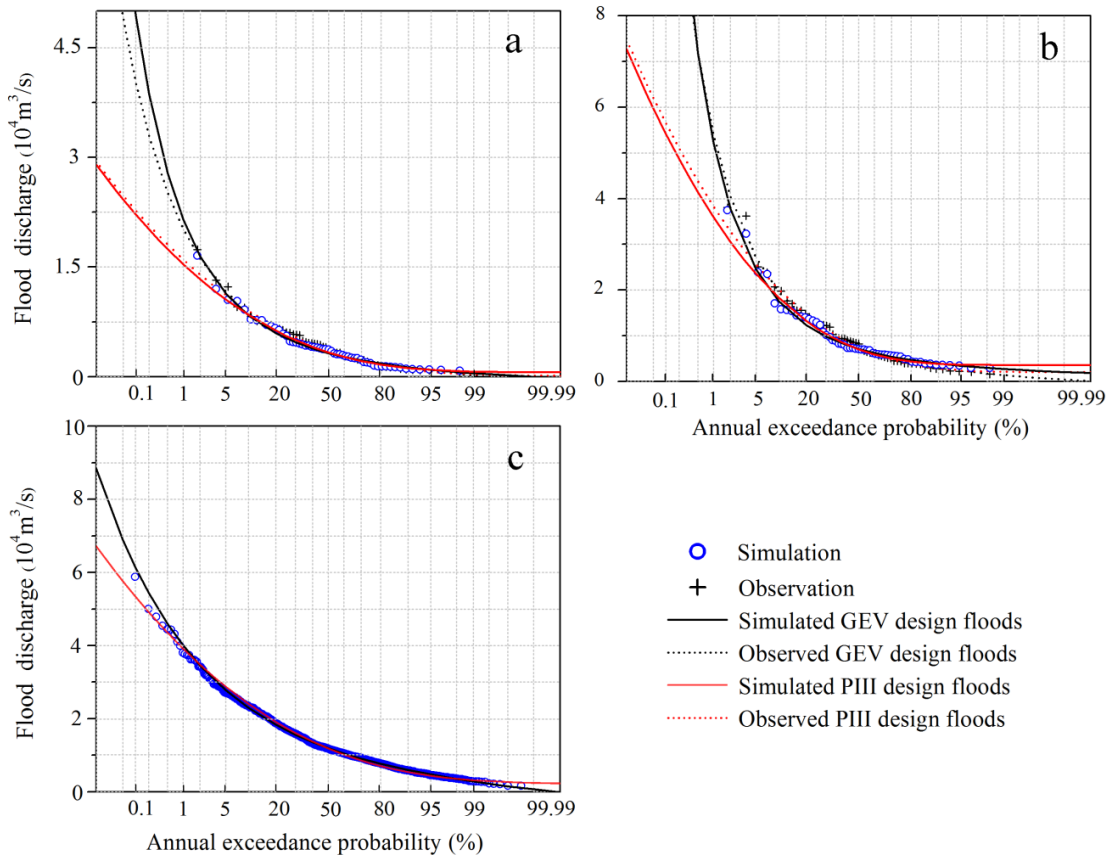 a
4.5
3
1.5
0
0.1 1 5 20 50 80 95 99 99.99
Flood discharge (10⁴m³/s)
b
8
6
4
2
0
0.1 1 5 20 50 80 95 99 99.99
Annual exceedance probability (%)
c
10
8
6
4
2
0
0.1 1 5 20 50 80 95 99 99.99
Flood discharge (10⁴m³/s)
Annual exceedance probability (%)
Simulation
Observation
Simulated GEV design floods
Observed GEV design floods
Simulated PIII design floods
Observed PIII design floods